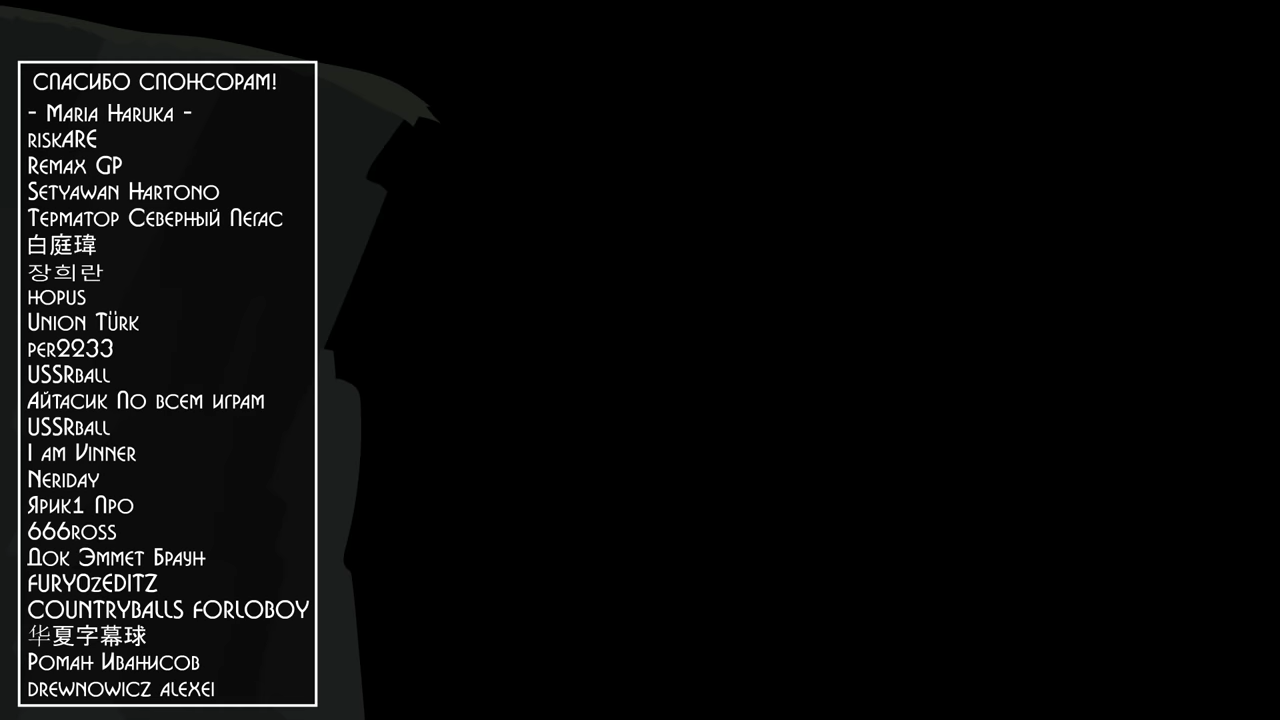 СПАСИБО СПОНСОРАМ!
- Maria Haruka -
riskARE
Remax GP
Setyawan Hartono
Терматор Северный Пегас
白庭瑋
장희란
hopus
Union Türk
per2233
USSRball
Айтасик По всем играм
USSRball
I am Vinner
Neriday
Ярик1 Про
666ross
Док Эммет Браун
fURYOzEDITZ
COUNTRYBALLS FORLOBOY
华夏字幕球
Роман Иванисов
drewnowicz alexei